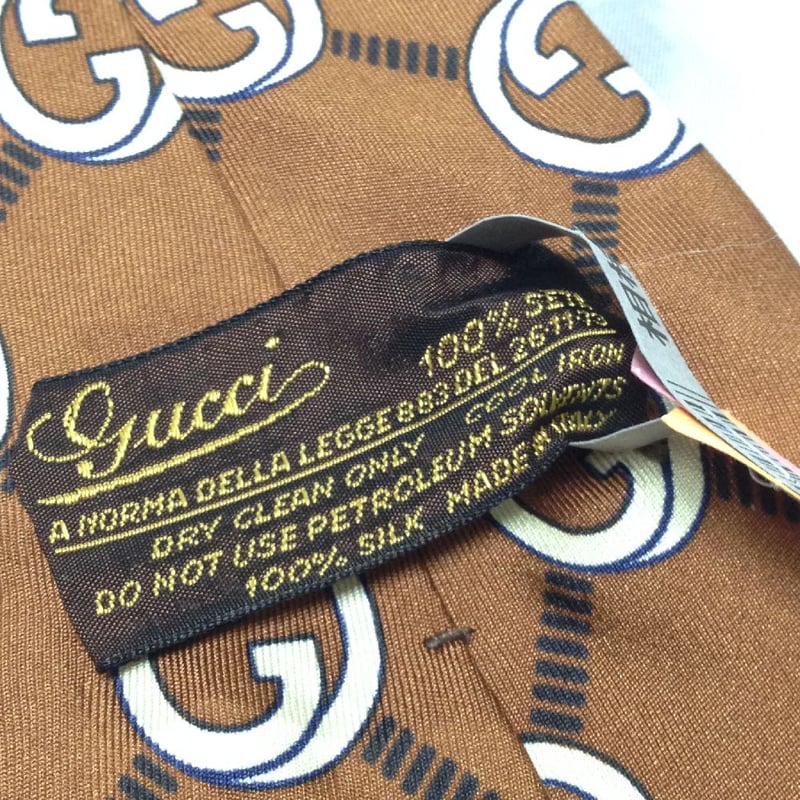 Gucci
100% SETA
A NORMA DELLA LEGGE 883 DEL 26-11-73
DRY CLEAN ONLY COOL IRON
DO NOT USE PETROLEUM SOLVENTS
100% SILK MADE IN ITALY